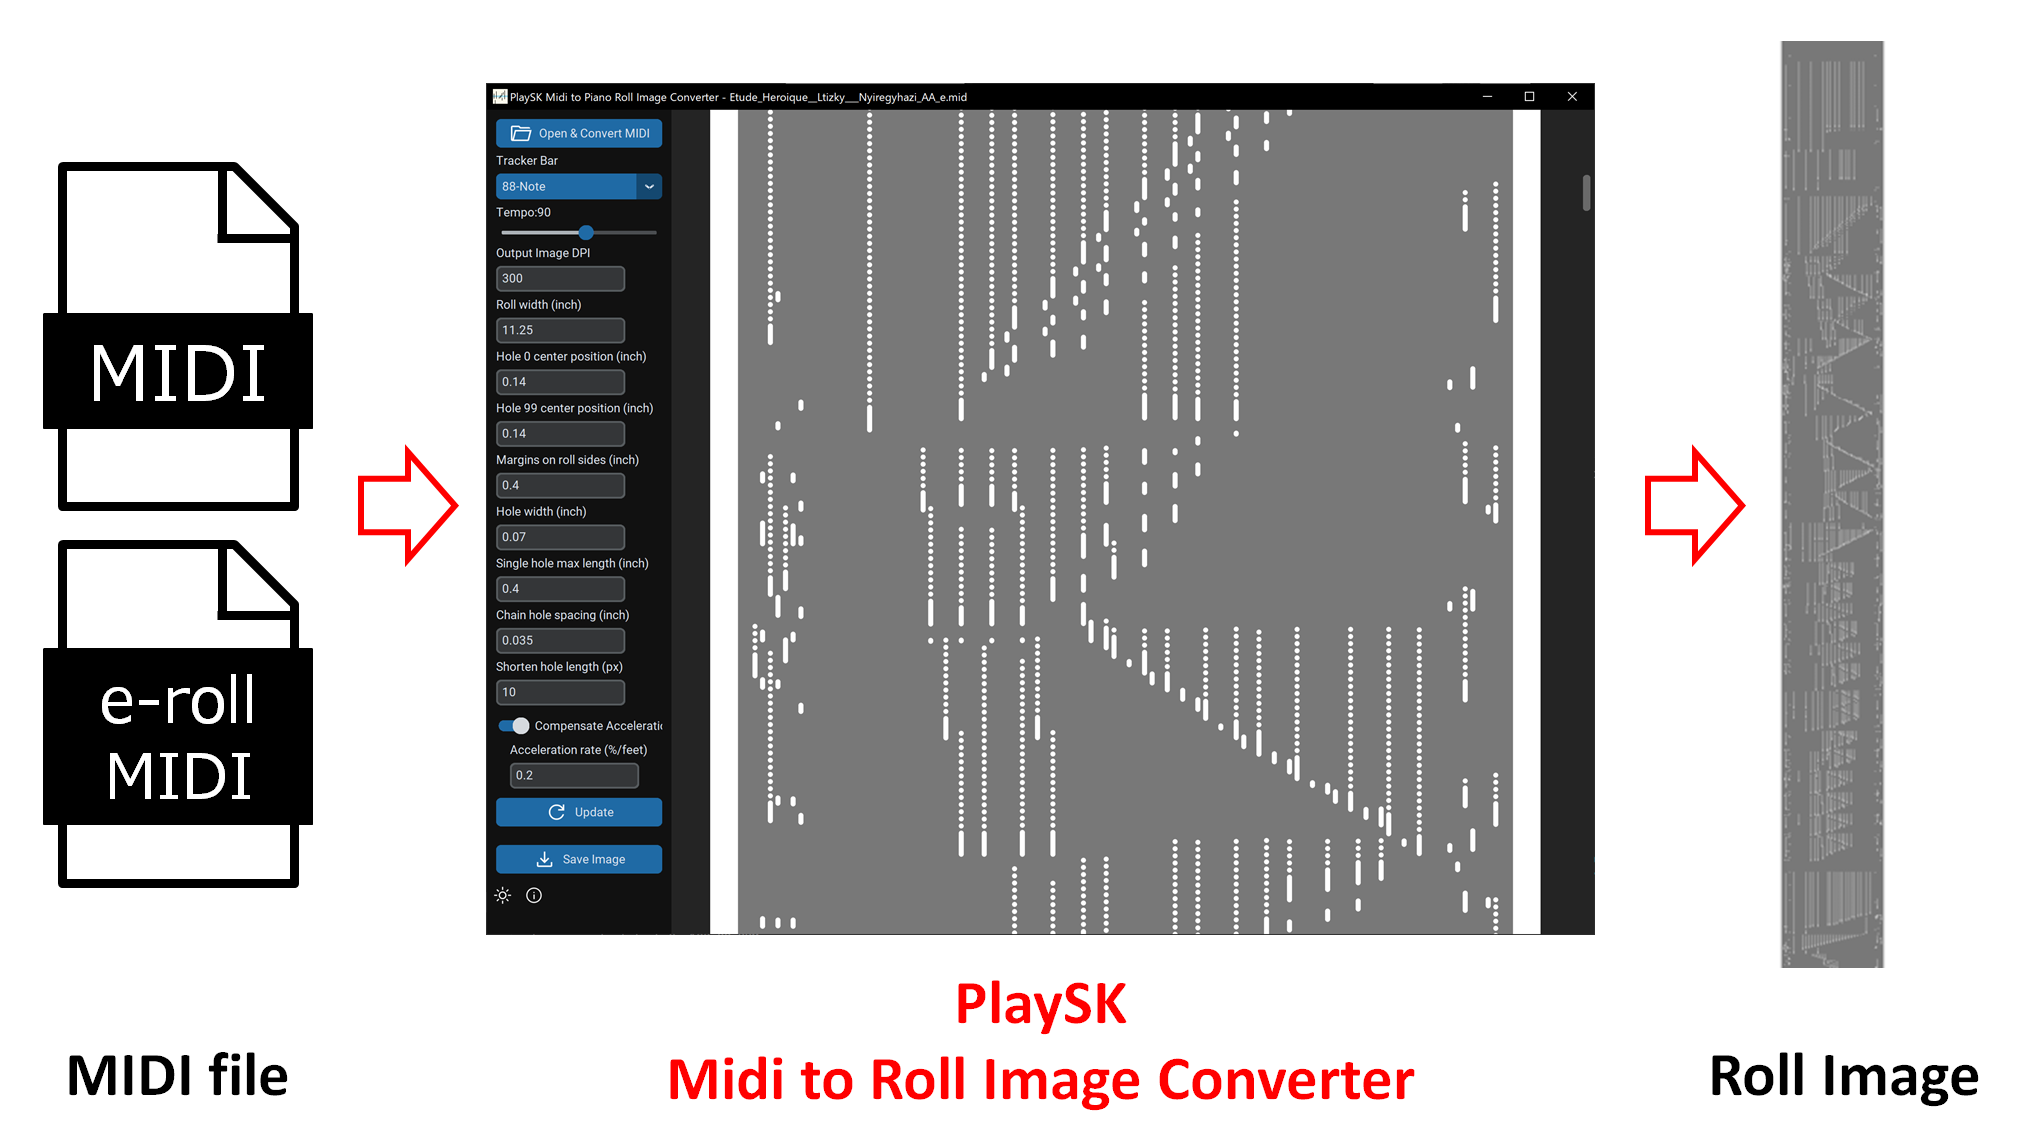 MIDI
e-roll
MIDI
MIDI file
PlaySK Midi to Piano Roll Image Converter - Etude_Heroique__Ltizky___Nyiregyhazi_AA_e.mid
Open & Convert MIDI
Tracker Bar
88-Note
Tempo:90
Output Image DPI
300
Roll width (inch)
11.25
Hole 0 center position (inch)
0.14
Hole 99 center position (inch)
0.14
Margins on roll sides (inch)
0.4
Hole width (inch)
0.07
Single hole max length (inch)
0.4
Chain hole spacing (inch)
0.035
Shorten hole length (px)
10
Compensate Acceleratic
Acceleration rate (%/feet)
0.2
Update
Save Image
PlaySK
Midi to Roll Image Converter
Roll Image